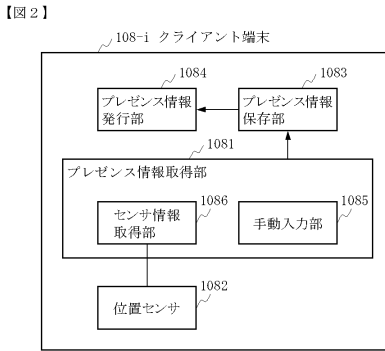 【図２】
108-i クライアント端末
1084
1083
プレゼンス情報
発行部
プレゼンス情報
保存部
1081
プレゼンス情報取得部
1086
1085
センサ情報
取得部
手動入力部
1082
位置センサ